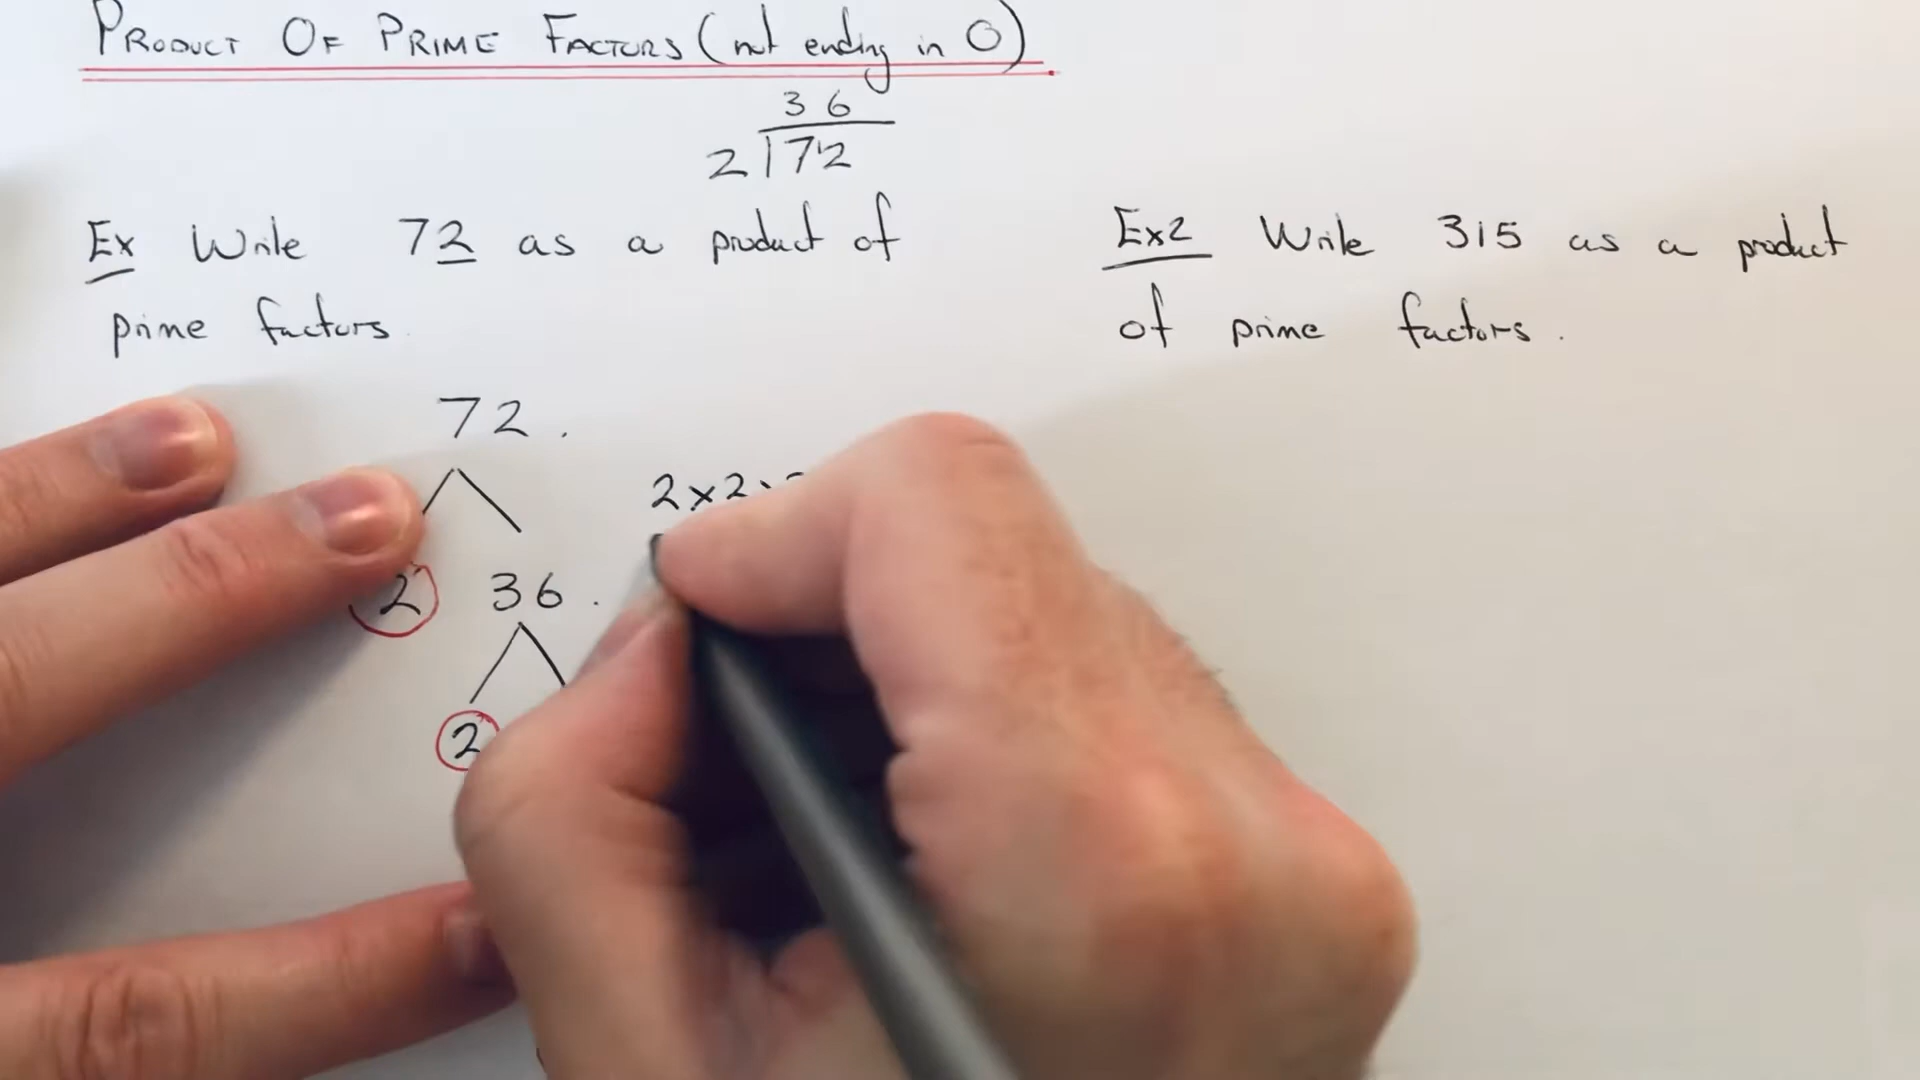 PRODUCT OF PRIME FACTORS (not ending in 0)
36
2 72
Ex Write 72 as a product of
prime factors
Ex2 Write 315 as a product
of prime factors.
72.
2×2
2 36.
2